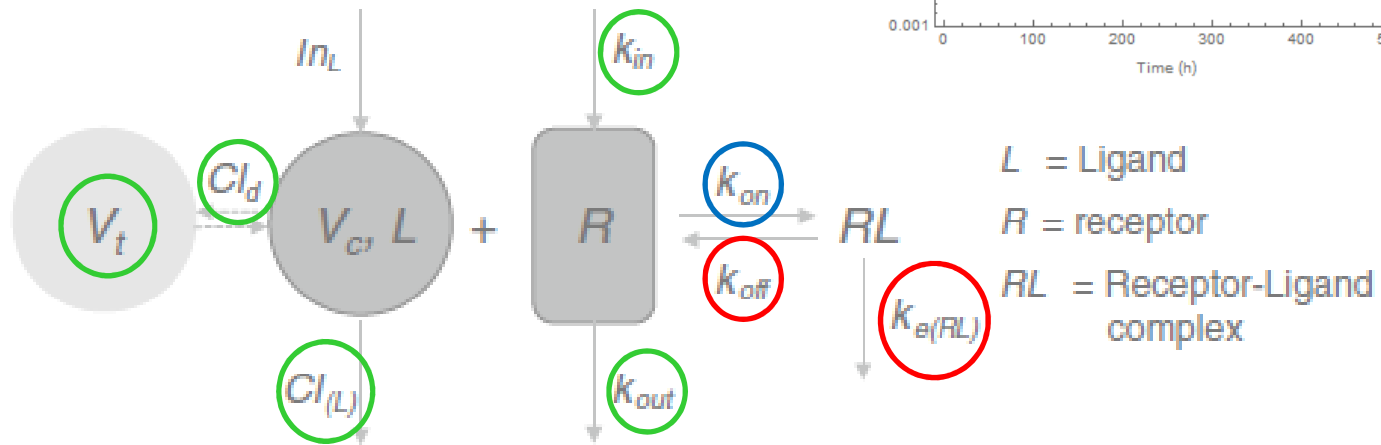 0.001
0 100 200 300 400
Time (h)
In_L
k_in
V_t
Cl_d
V_c, L
+
R
k_on
k_off
RL
k_e(RL)
Cl_(L)
k_out
L = Ligand
R = receptor
RL = Receptor-Ligand
complex